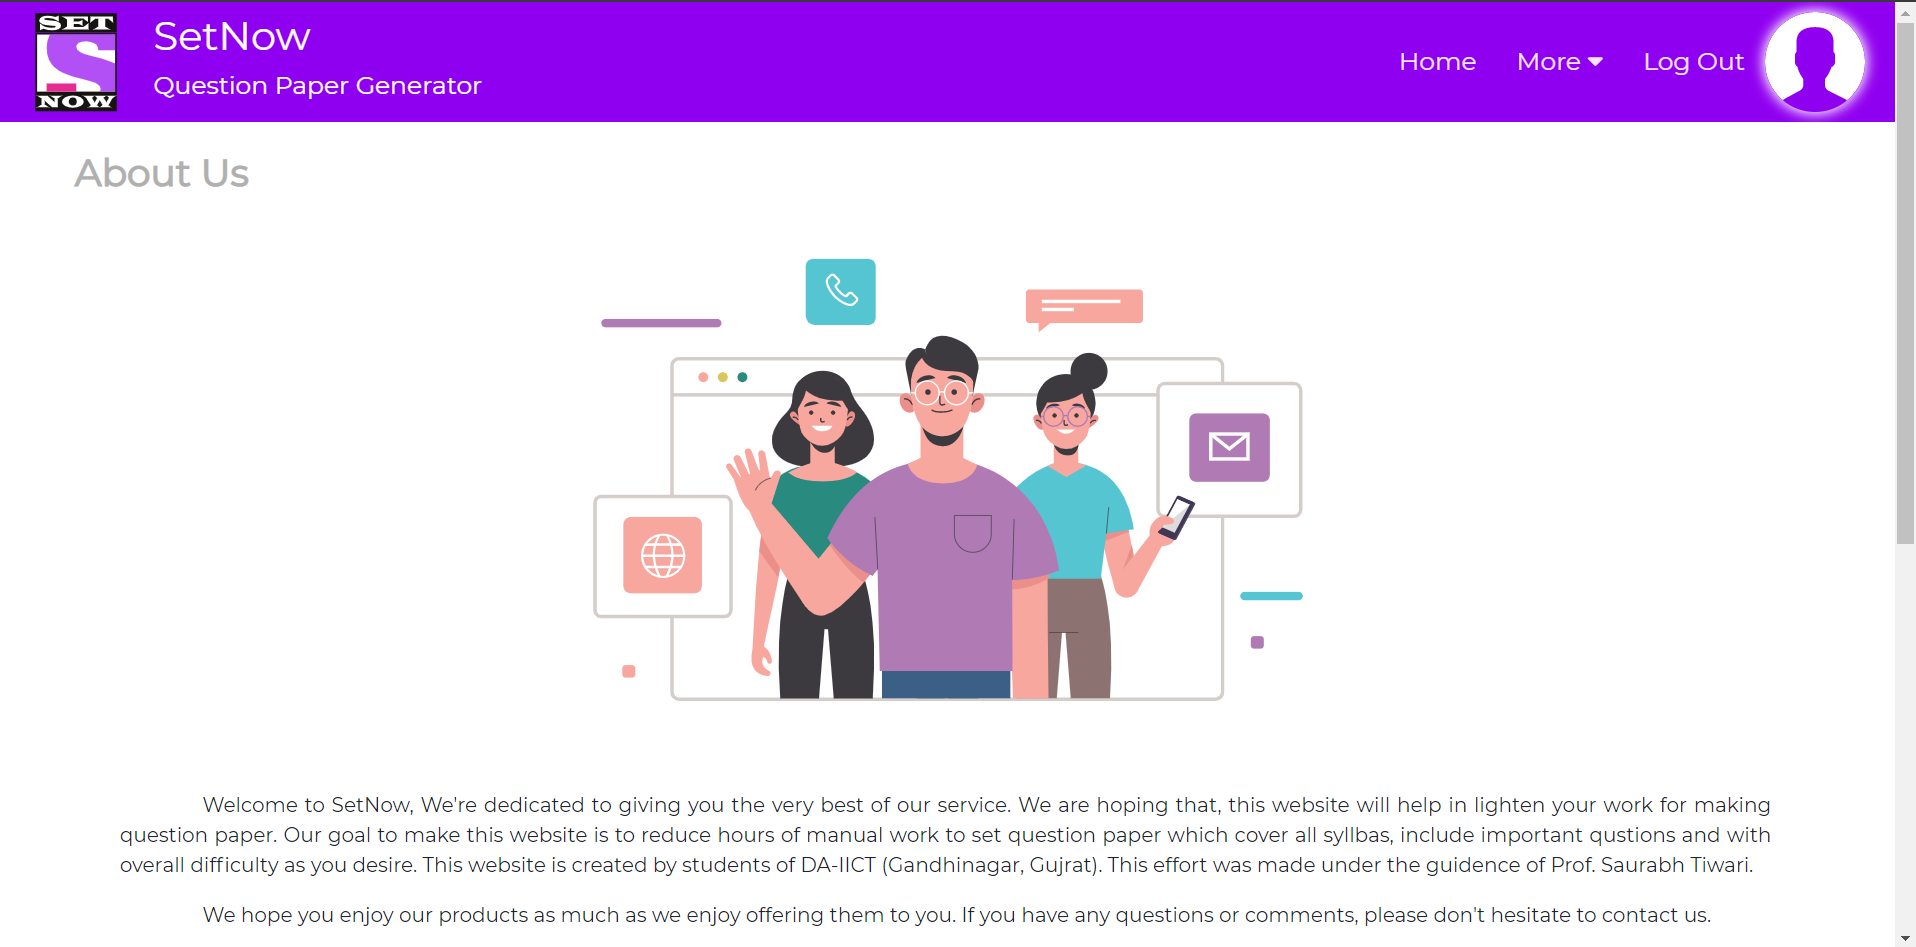 SET
NOW
SetNow
Question Paper Generator
Home
More
Log Out
About Us
Welcome to SetNow, We're dedicated to giving you the very best of our service. We are hoping that, this website will help in lighten your work for making
question paper. Our goal to make this website is to reduce hours of manual work to set question paper which cover all syllbas, include important qustions and with
overall difficulty as you desire. This website is created by students of DA-IICT (Gandhinagar, Gujrat). This effort was made under the guidence of Prof. Saurabh Tiwari.
We hope you enjoy our products as much as we enjoy offering them to you. If you have any questions or comments, please don't hesitate to contact us.